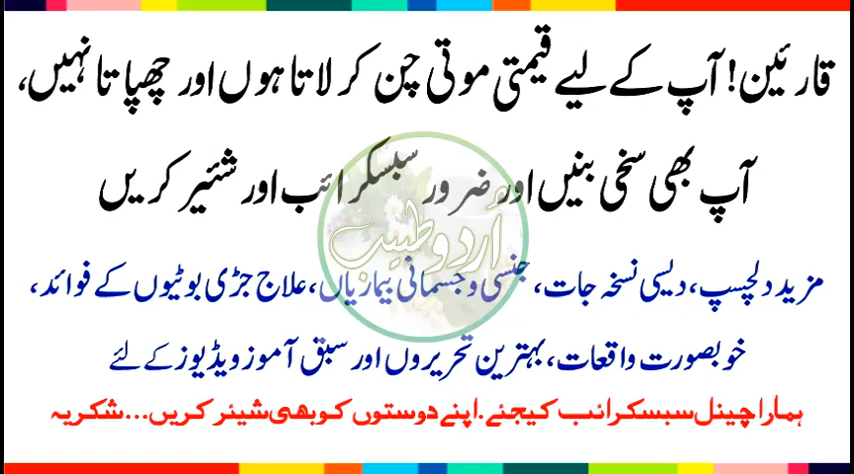 قارئین! آپ کے لیے قیمتی موتی چن کر لاتا ہوں اور چھپاتا نہیں،
آپ بھی سخی بنیں اور ضرور سبسکرائب اور شئیر کریں
اُردو طبیب
مزید دلچسپ، دیسی نسخہ جات، جنسی و جسمانی بیماریاں، علاج جڑی بوٹیوں کے فوائد،
خوبصورت واقعات، بہترین تحریروں اور سبق آموز ویڈیوز کے لئے
ہمارا چینل سبسکرائب کیجئے. اپنے دوستوں کو بھی شیئر کریں...شکریہ